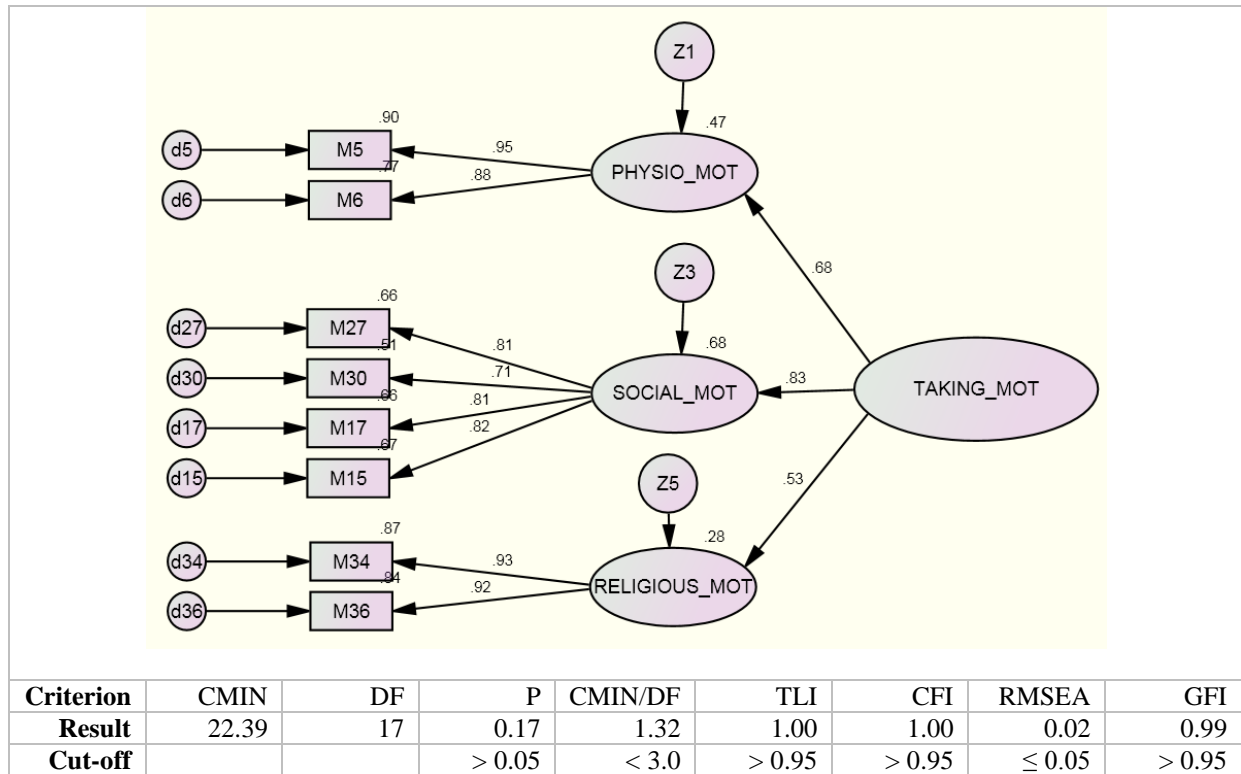 Z1
.90
.47
d5
M5
.95
PHYSIO_MOT
.77
.88
d6
M6
Z3
.68
.66
d27
M27
.81
.68
.51
d30
M30
.71
SOCIAL_MOT
.83
TAKING_MOT
.66
.81
d17
M17
.82
.67
d15
M15
Z5
.53
.87
.28
d34
M34
.93
RELIGIOUS_MOT
.84
.92
d36
M36
Criterion CMIN DF P CMIN/DF TLI CFI RMSEA GFI
Result 22.39 17 0.17 1.32 1.00 1.00 0.02 0.99
Cut-off > 0.05 < 3.0 > 0.95 > 0.95 ≤ 0.05 > 0.95